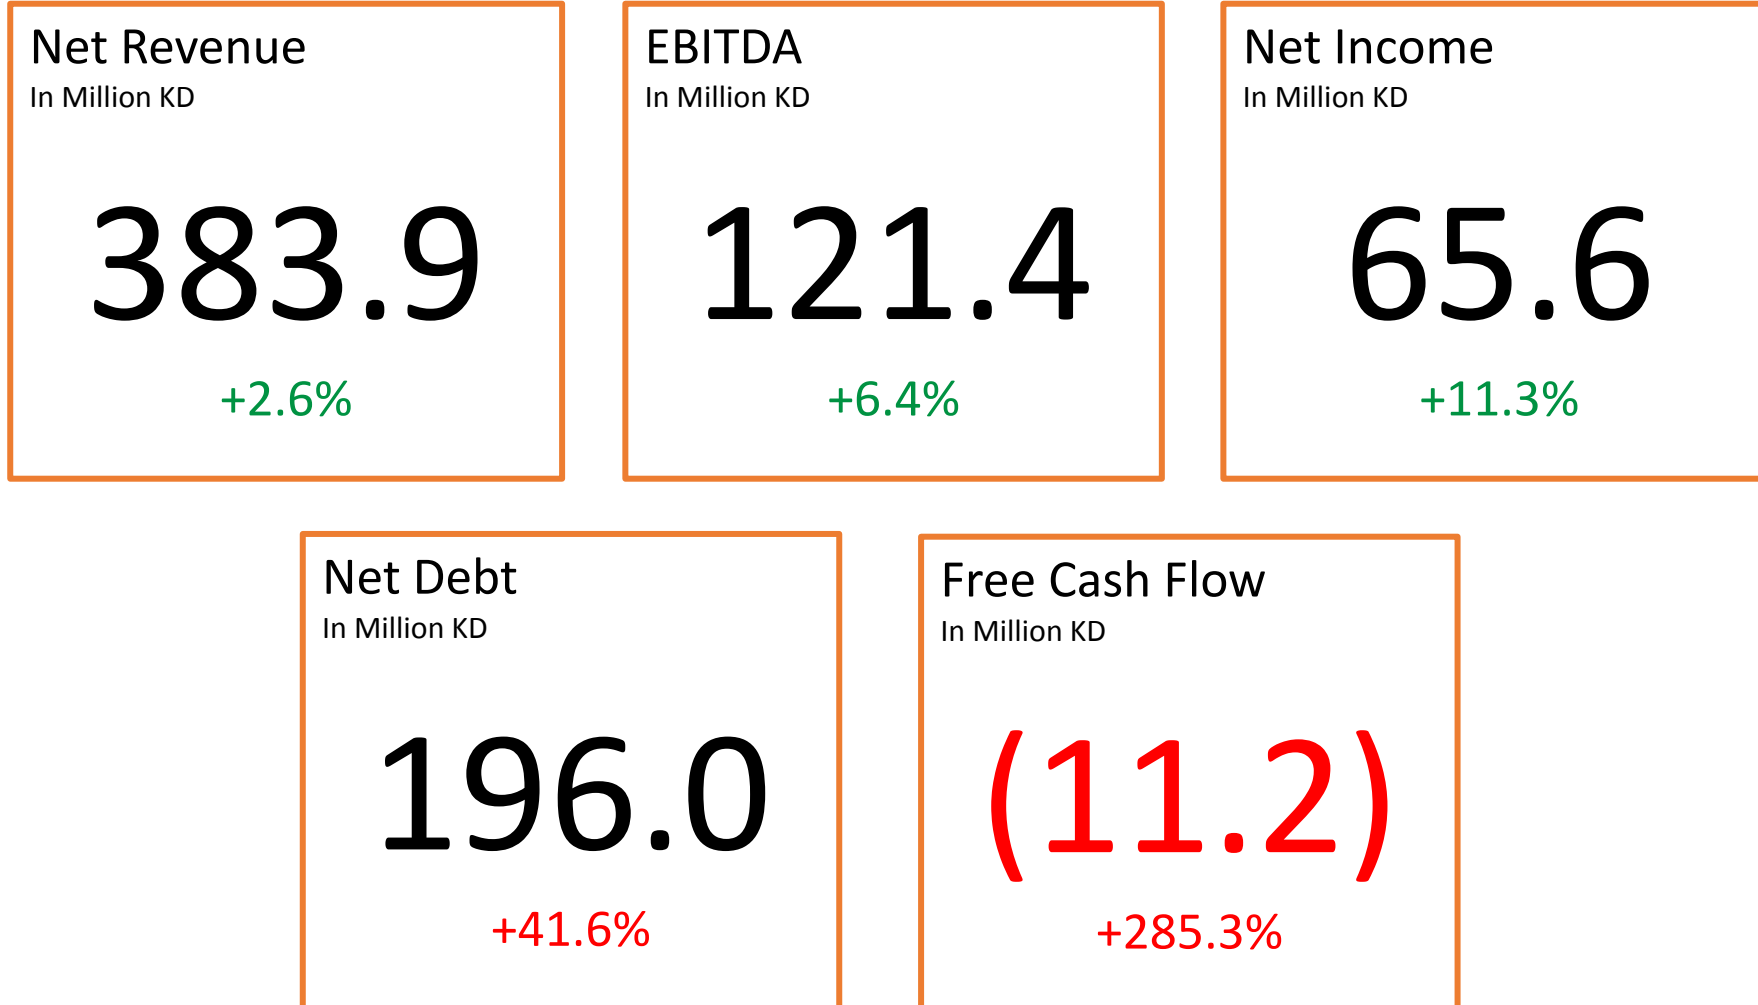 Net Revenue
In Million KD
383.9
+2.6%
EBITDA
In Million KD
121.4
+6.4%
Net Income
In Million KD
65.6
+11.3%
Net Debt
In Million KD
196.0
+41.6%
Free Cash Flow
In Million KD
(11.2)
+285.3%